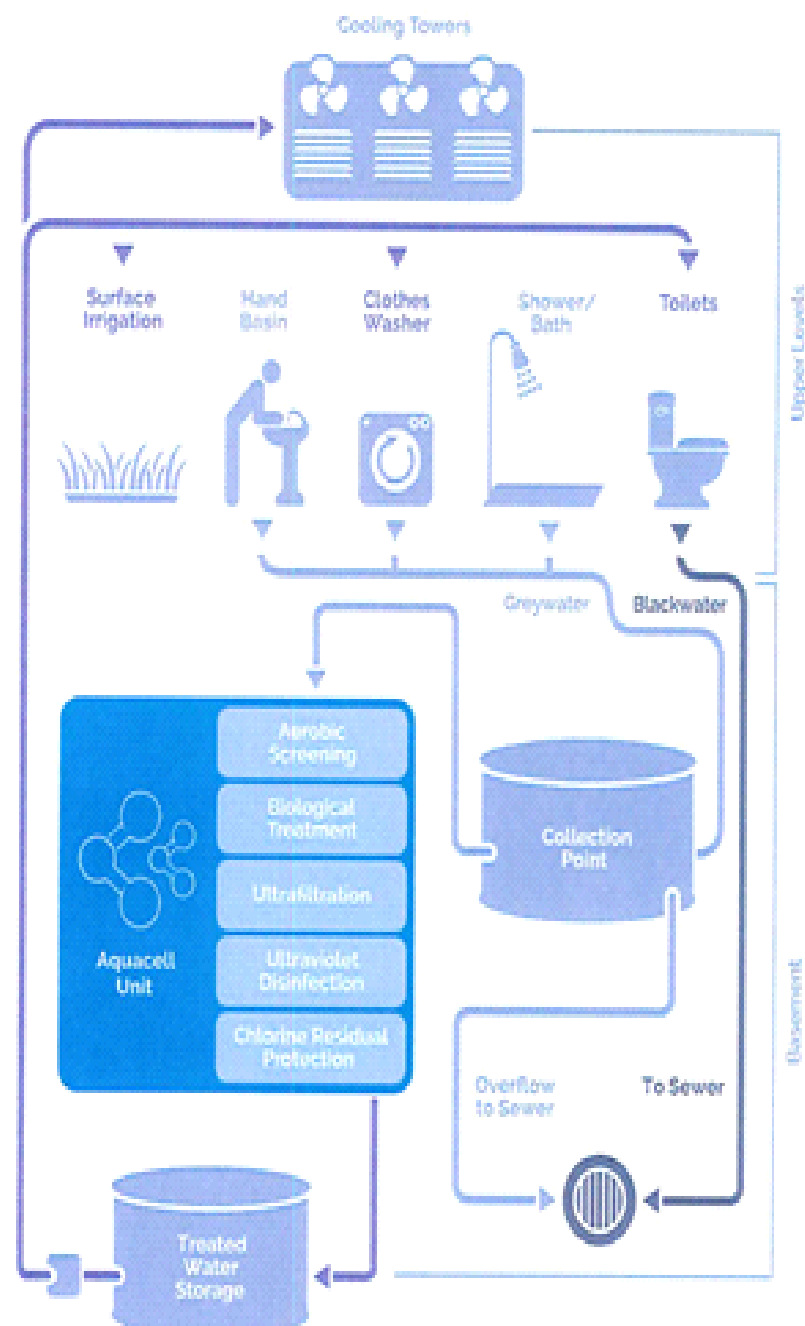 Cooling Towers
Surface
Irrigation
Hand
Basin
Clothes
Washer
Shower/
Bath
Toilets
Upper Levels
Greywater
Blackwater
Aerobic
Screening
Biological
Treatment
Ultrafiltration
Ultraviolet
Disinfection
Chlorine Residual
Protection
Aquacell
Unit
Collection
Point
Basement
Overflow
to Sewer
To Sewer
Treated
Water
Storage